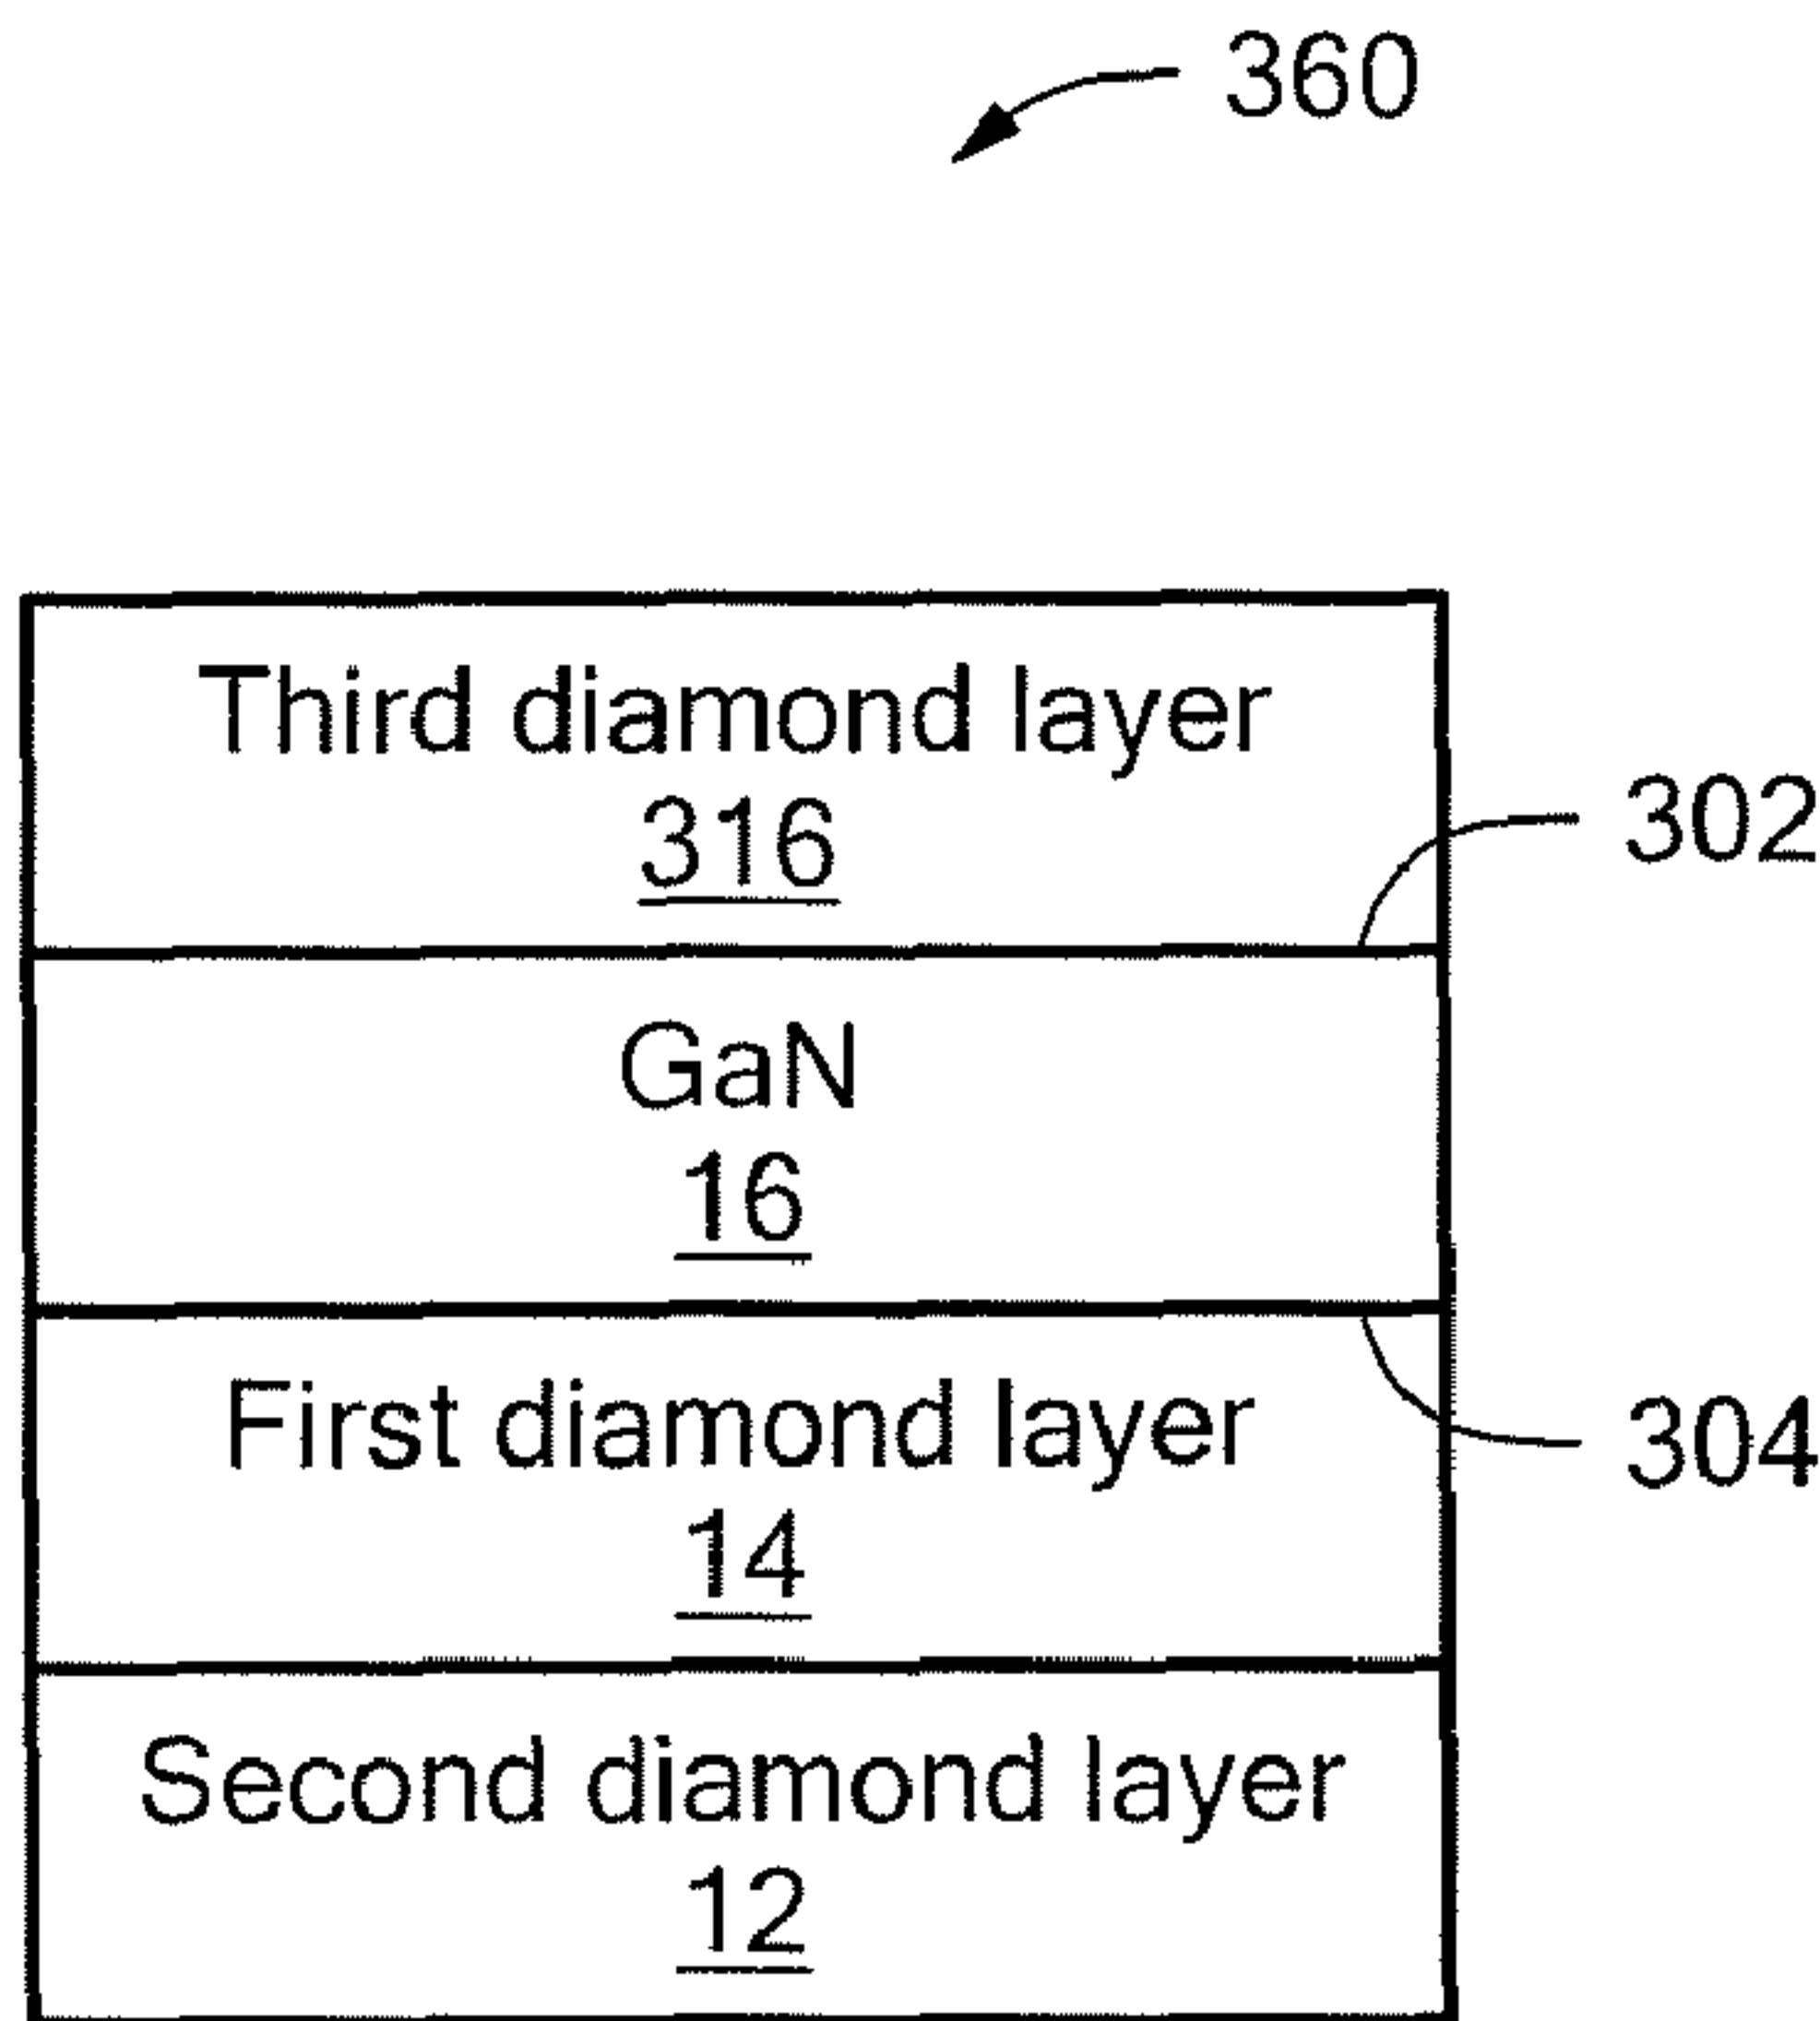 360
Third diamond layer
316
302
GaN
16
First diamond layer
304
14
Second diamond layer
12